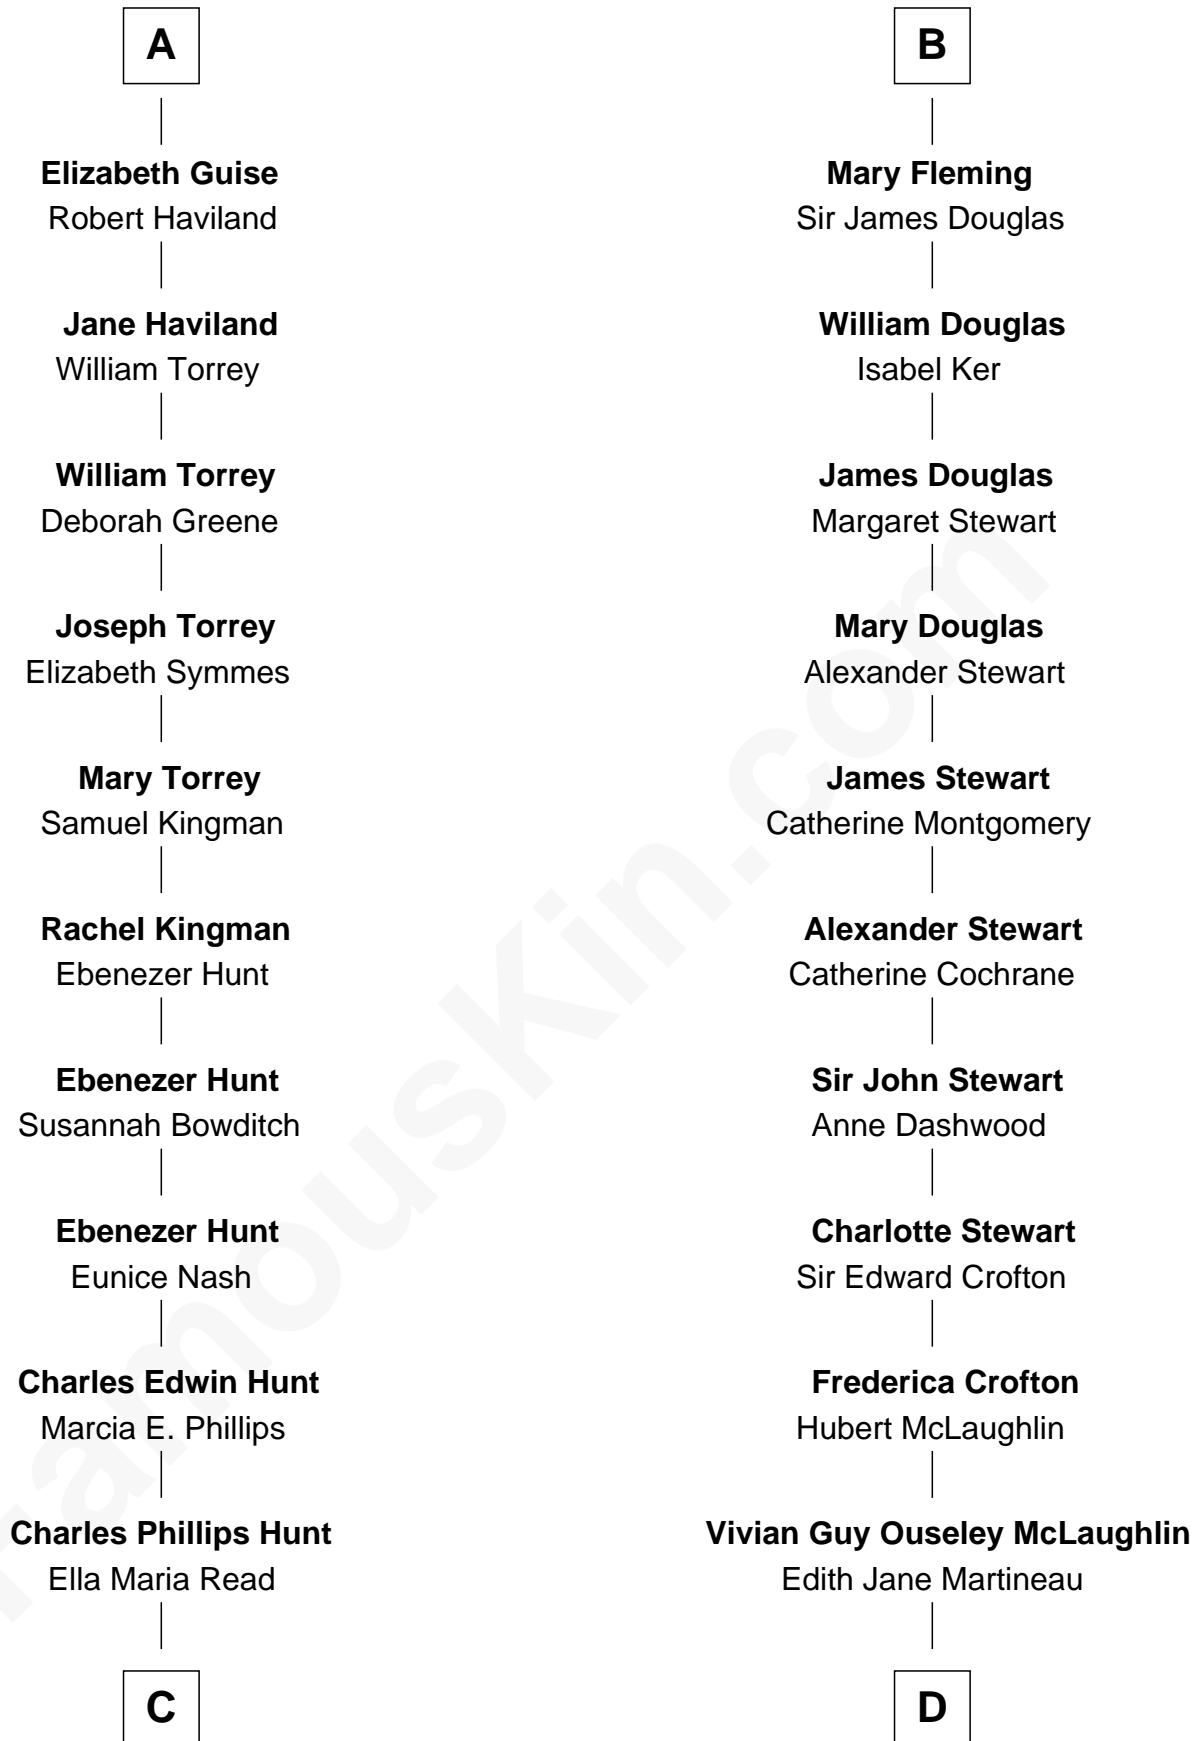 A
Elizabeth Guise
Robert Haviland
Jane Haviland
William Torrey
William Torrey
Deborah Greene
Joseph Torrey
Elizabeth Symmes
Mary Torrey
Samuel Kingman
Rachel Kingman
Ebenezer Hunt
Ebenezer Hunt
Susannah Bowditch
Ebenezer Hunt
Eunice Nash
Charles Edwin Hunt
Marcia E. Phillips
Charles Phillips Hunt
Ella Maria Read
C
B
Mary Fleming
Sir James Douglas
William Douglas
Isabel Ker
James Douglas
Margaret Stewart
Mary Douglas
Alexander Stewart
James Stewart
Catherine Montgomery
Alexander Stewart
Catherine Cochrane
Sir John Stewart
Anne Dashwood
Charlotte Stewart
Sir Edward Crofton
Frederica Crofton
Hubert McLaughlin
Vivian Guy Ouseley McLaughlin
Edith Jane Martineau
D
FamousKin.com